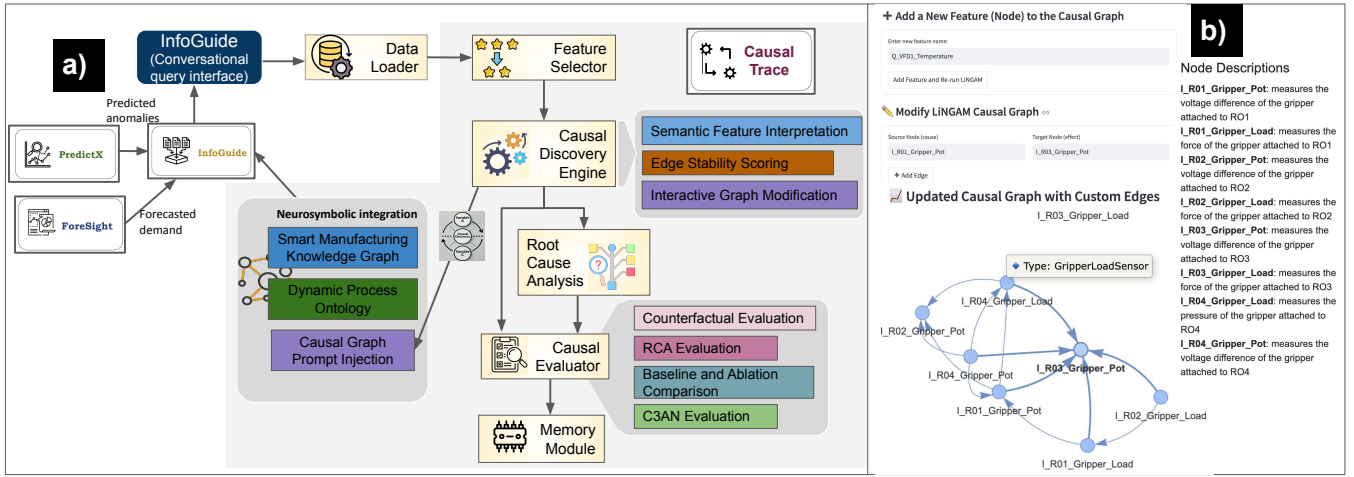 a)
InfoGuide
(Conversational
query interface)
Data
Loader
Feature
Selector
Causal
Trace
Predicted
anomalies
PredictX
InfoGuide
ForeSight
Forecasted
demand
Causal
Discovery
Engine
Semantic Feature Interpretation
Edge Stability Scoring
Interactive Graph Modification
Neurosymbolic integration
Smart Manufacturing
Knowledge Graph
Dynamic Process
Ontology
Causal Graph
Prompt Injection
Root
Cause
Analysis
Causal
Evaluator
Counterfactual Evaluation
RCA Evaluation
Baseline and Ablation
Comparison
C3AN Evaluation
Memory
Module
b)
+ Add a New Feature (Node) to the Causal Graph
Enter new feature name:
Q_VFD1_Temperature
Add Feature and Re-run LiNGAM
Modify LiNGAM Causal Graph
Source Node (cause)
Target Node (effect)
I_R01_Gripper_Pot
I_R03_Gripper_Pot
+ Add Edge
Updated Causal Graph with Custom Edges
I_R03_Gripper_Load
Type: GripperLoadSensor
I_R04_Gripper_Load
I_R02_Gripper_Pot
I_R03_Gripper_Pot
I_R04_Gripper_Pot
I_R01_Gripper_Pot
I_R02_Gripper_Load
I_R01_Gripper_Load
Node Descriptions
I_R01_Gripper_Pot: measures the
voltage difference of the gripper
attached to RO1
I_R01_Gripper_Load: measures the
force of the gripper attached to RO1
I_R02_Gripper_Pot: measures the
voltage difference of the gripper
attached to RO2
I_R02_Gripper_Load: measures the
force of the gripper attached to RO2
I_R03_Gripper_Pot: measures the
voltage difference of the gripper
attached to RO3
I_R03_Gripper_Load: measures the
force of the gripper attached to RO3
I_R04_Gripper_Load: measures the
pressure of the gripper attached to
RO4
I_R04_Gripper_Pot: measures the
voltage difference of the gripper
attached to RO4